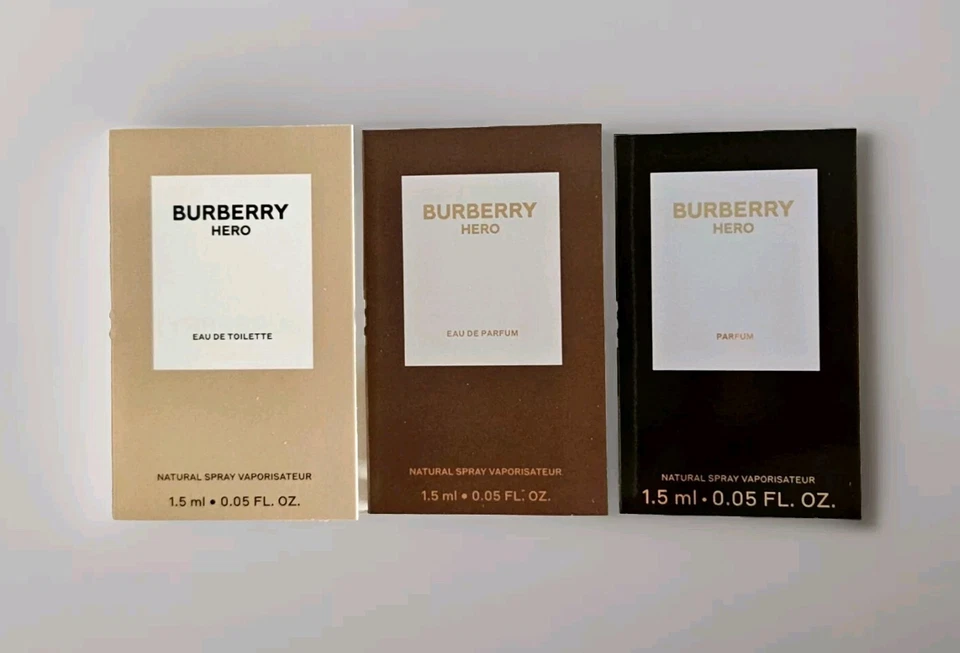 BURBERRY
HERO
EAU DE TOILETTE
NATURAL SPRAY VAPORISATEUR
1.5 ml • 0.05 FL. OZ.
BURBERRY
HERO
EAU DE PARFUM
NATURAL SPRAY VAPORISATEUR
1.5 ml • 0.05 FL. OZ.
BURBERRY
HERO
PARFUM
NATURAL SPRAY VAPORISATEUR
1.5 ml • 0.05 FL. OZ.